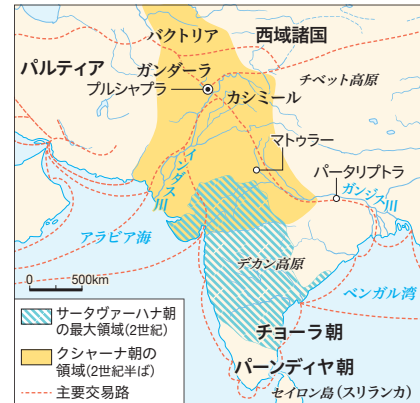 バクトリア
西域諸国
パルティア
ガンダーラ
プルシャプラ
カシミール
チベット高原
マトゥラー
パータリプトラ
インダス川
ガンジス川
アラビア海
デカン高原
ベンガル湾
0 500km
チョーラ朝
パーンディヤ朝
セイロン島(スリランカ)
サータヴァーハナ朝
の最大領域(2世紀)
クシャーナ朝の
領域(2世紀半ば)
主要交易路